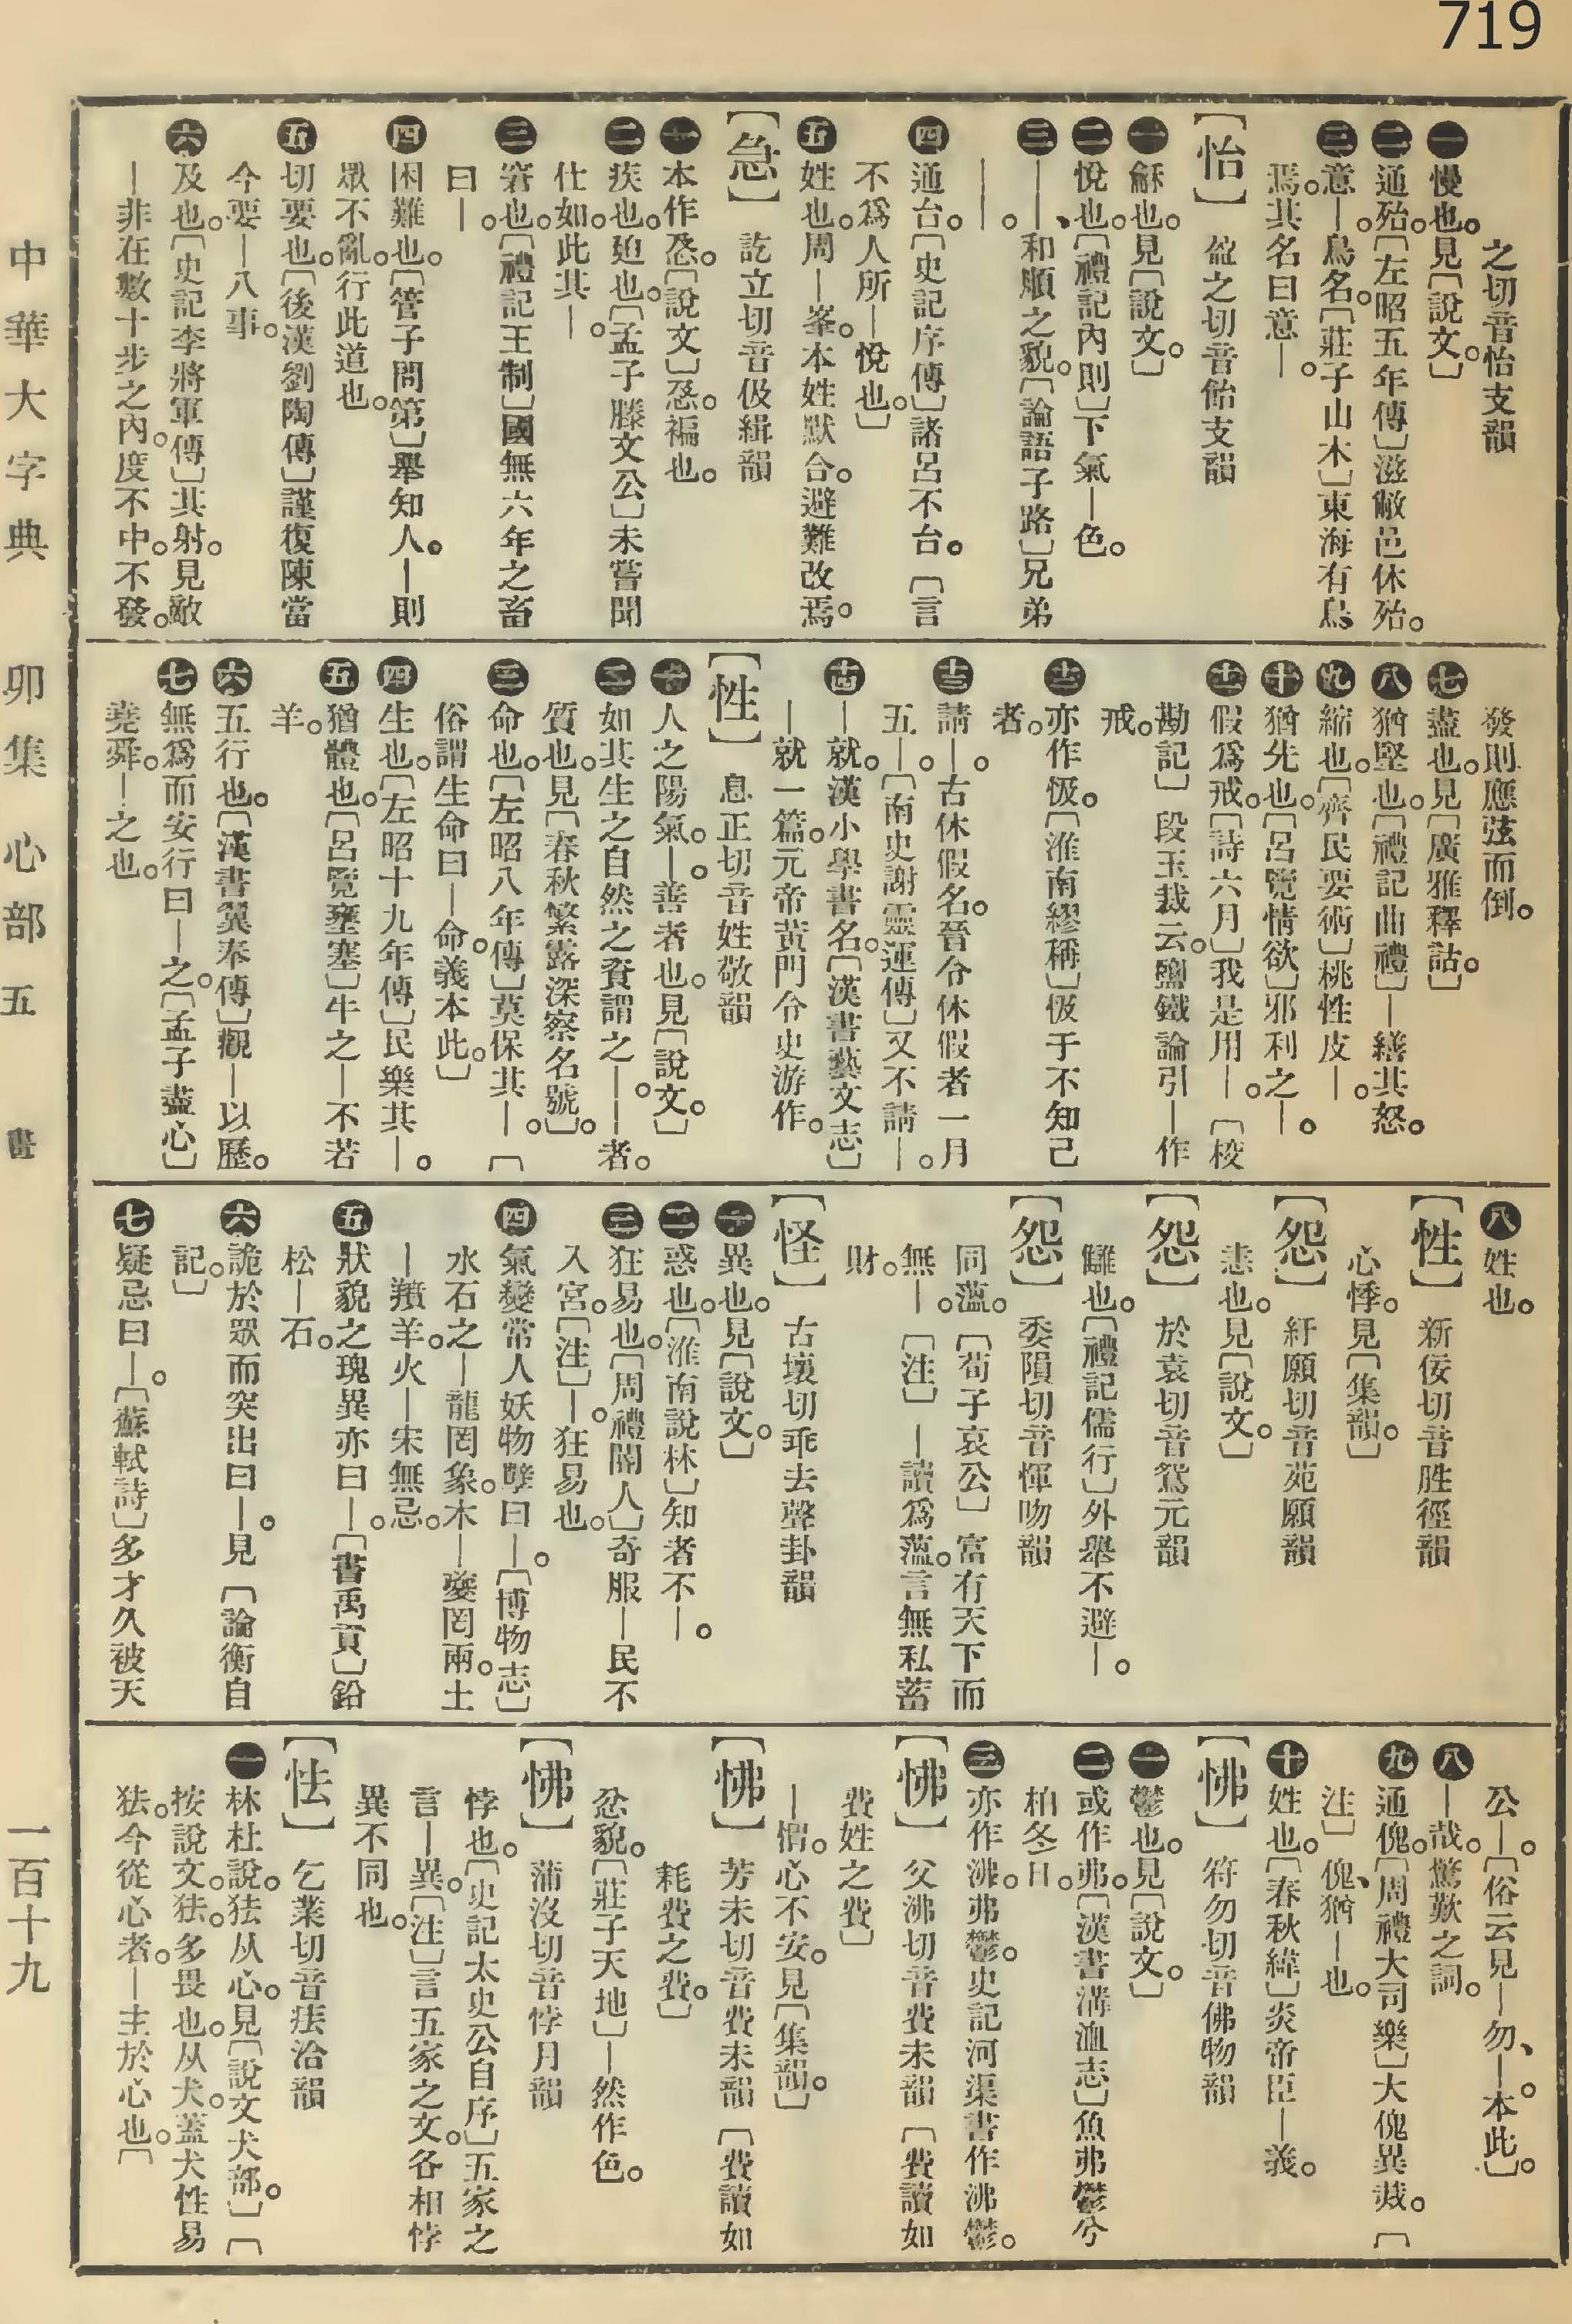 719
之切音怡支韻
一慢也。見〔說文。〕
二通殆。〔左昭五年傳〕滋敝邑休殆。
三意—。鳥名。〔莊子山木〕東海有鳥
焉。其名曰意—。
〔怡〕盈之切音飴支韻
一龢也。見〔說文。〕
二悅也。〔禮記內則〕下氣—色。
三——、和順之貌。〔論語子路〕兄弟
——。
四通台。〔史記序傳〕諸呂不台。〔言
不爲人所—悅也。〕
五姓也。周—峯。本姓默合。避難改焉。
〔急〕訖立切音伋緝韻
一本作㤂。〔說文〕㤂。褊也。
二疾也。迫也。〔孟子滕文公〕未嘗聞
仕如此其—。
三窘也。〔禮記王制〕國無六年之畜
曰—。
四困難也。〔管子問第〕舉知人。—則
眾不亂。行此道也。
五切要也。〔後漢劉陶傳〕謹復陳當
今要—八事。
六及也。〔史記李將軍傳〕其射。見敵
—非在數十步之內。度不中。不發。
發則應弦而倒。
七盡也。見〔廣雅釋詁。〕
八猶堅也。〔禮記曲禮〕—繕其怒。
九縮也。〔齊民要術〕桃性皮—。
十猶先也。〔呂覽情欲〕邪利之—。
十一假爲戒。〔詩六月〕我是用—。〔校
勘記〕段玉裁云。鹽鐵論引—作
戒。
十二亦作伋。〔淮南繆稱〕伋于不知己
者。
十三請—。古休假名。晉令休假者一月
五—。〔南史謝靈運傳〕又不請—。
十四—就。漢小學書名。〔漢書藝文志〕
—就一篇。元帝黃門令史游作。
〔性〕息正切音姓敬韻
一人之陽氣。—。善者也。見〔說文。〕
二如其生之自然之資謂之—。—者。
質也。見〔春秋繁露深察名號。〕
三命也。〔左昭八年傳〕莫保其—。〔
俗謂生命曰—命。義本此。〕
四生也。〔左昭十九年傳〕民樂其—。
五猶體也。〔呂覽壅塞〕牛之—不若
羊。
六五行也。〔漢書翼奉傳〕觀—以歷。
七無爲而安行曰—之。〔孟子盡心〕
堯舜。—之也。
八姓也。
〔性〕新佞切音胜徑韻
心悸。見〔集韻。〕
〔怨〕紆願切音苑願韻
恚也。見〔說文。〕
〔怨〕於袁切音鴛元韻
讎也。〔禮記儒行〕外舉不避—。
〔怨〕委隕切音惲吻韻
同薀。〔荀子哀公〕富有天下而
無—。〔注〕—讀爲薀。言無私蓄
財。
〔怪〕古壞切乖去聲卦韻
一異也。見〔說文。〕
二惑也。〔淮南說林〕知者不—。
三狂易也。〔周禮閽人〕奇服—民不
入宮。〔注〕—。狂易也。
四氣變常人妖物孽曰—。〔博物志〕
水石之—龍罔象。木—夔罔兩。土
—羵羊。火—宋無忌。
五狀貌之瑰異亦曰—。〔書禹貢〕鉛
松—石。
六詭於眾而突出曰—。見〔論衡自
記。〕
七疑忌曰—。〔蘇軾詩〕多才久被天
公—。〔俗云見—勿、—。本此。〕
八—哉。驚歎之詞。
九通傀。〔周禮大司樂〕大傀異烖。〔
注〕傀、猶—也。
十姓也。〔春秋緯〕炎帝臣—義。
〔怫〕符勿切音佛物韻
一鬱也。見〔說文。〕
二或作弗。〔漢書溝洫志〕魚弗鬱兮
柏冬日。
三亦作沸。弗鬱。史記河渠書作沸鬱。
〔怫〕父沸切音費未韻〔費讀如
費姓之費〕
—㥜。心不安。見〔集韻。〕
〔怫〕芳未切音費未韻〔費讀如
耗費之費。〕
忿貌。〔莊子天地〕—然作色。
〔怫〕蒲沒切音悖月韻
悖也。〔史記太史公自序〕五家之
言—異。〔注〕言五家之文。各相悖
異不同也。
〔怯〕乞業切音㾀洽韻
一林杜說。㹤从心。見〔說文犬部。〕〔
按說文。㹤。多畏也。从犬。蓋犬性易
㹤。今從心者。—主於心也。〔
中華大字典　卯集　心部　五　畫　一百十九